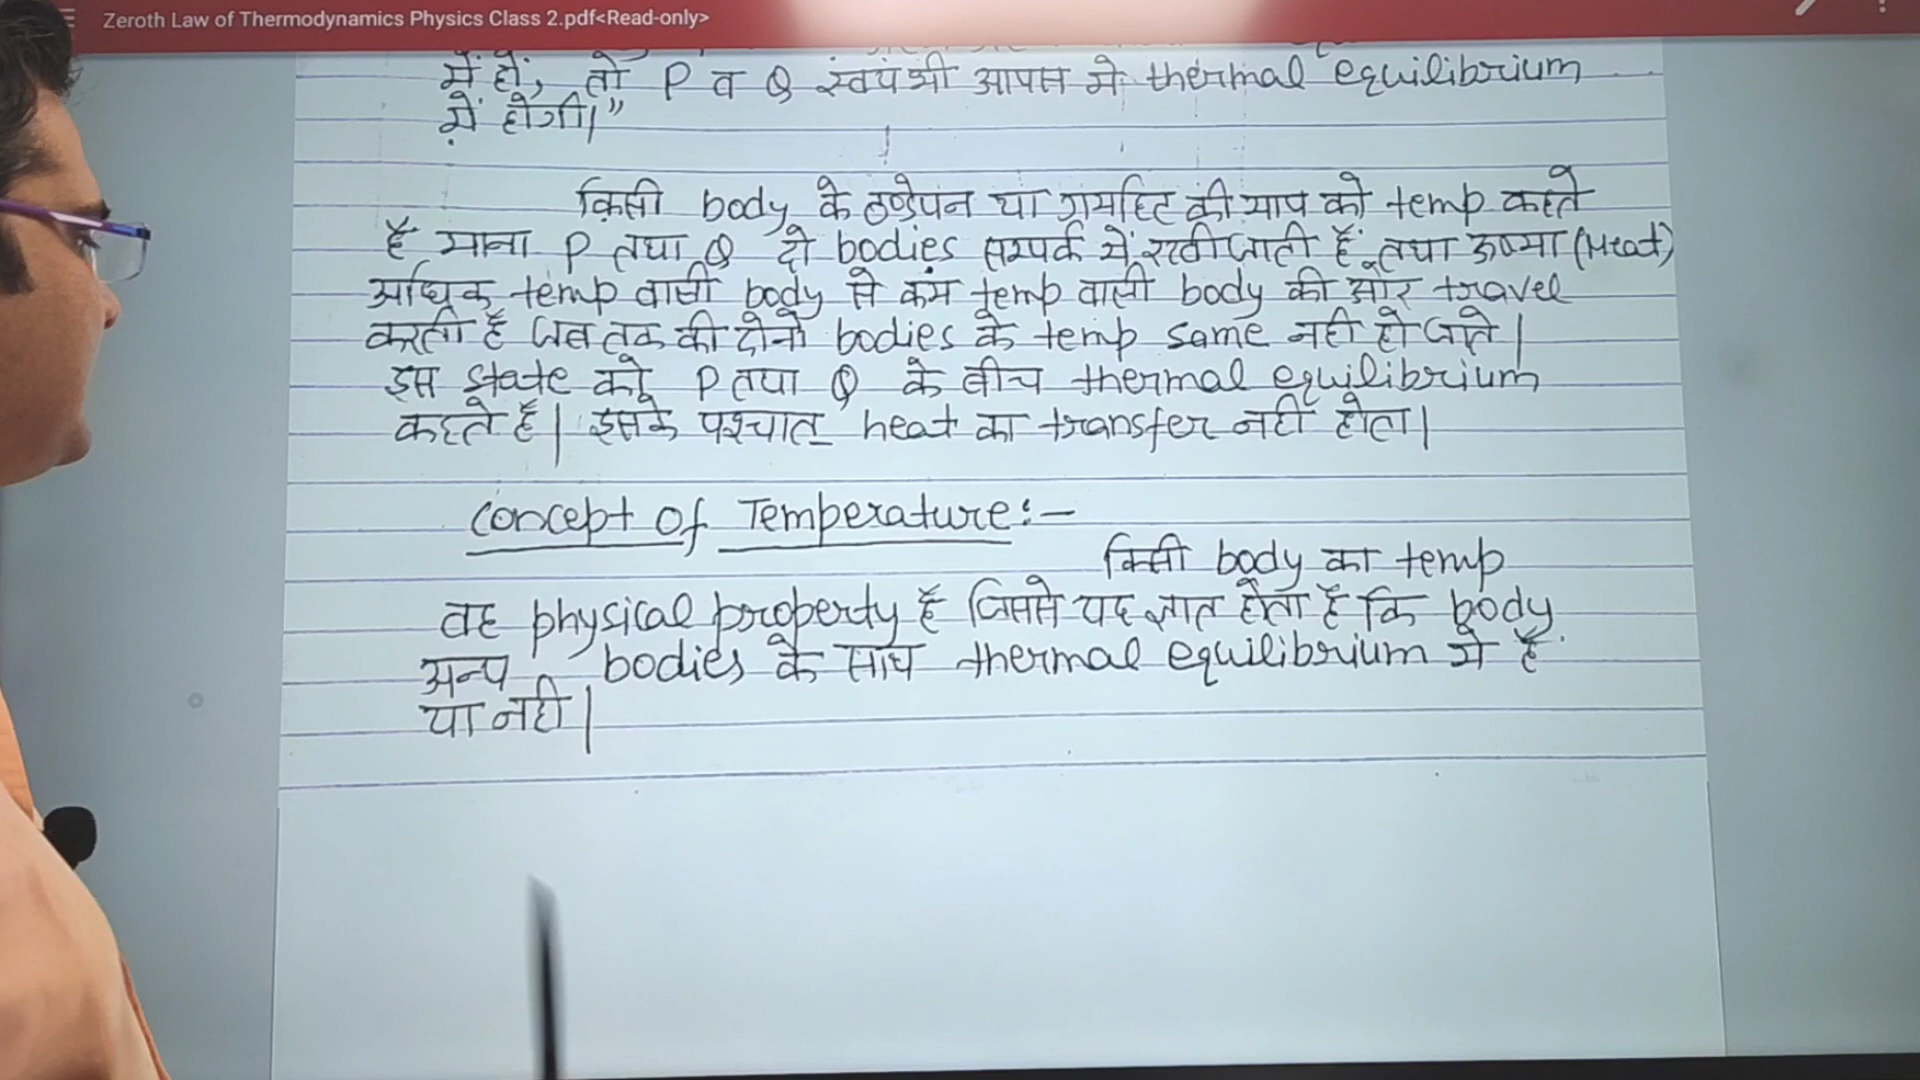 Zeroth Law of Thermodynamics Physics Class 2.pdf<Read-only>
में हों, तो P व Q स्वंय भी आपस मे thermal equilibrium
में होगी।"
किसी body के ठण्डेपन या गर्माहट की माप को temp कहते
हैं माना P तथा Q दो bodies सम्पर्क में रखी जाती हैं तथा ऊष्मा (Heat)
अधिक temp वाली body से कम temp वाली body की ओर travel
करती है जब तक की दोनो bodies के temp same नही हो जाते।
इस state को P तथा Q के बीच thermal equilibrium
कहते हैं। इसके पश्चात् heat का transfer नहीं होता।
Concept of Temperature:-
किसी body का temp
वह physical property है जिससे यह ज्ञात होता है कि body
अन्य bodies के साथ thermal equilibrium मे है
या नही।